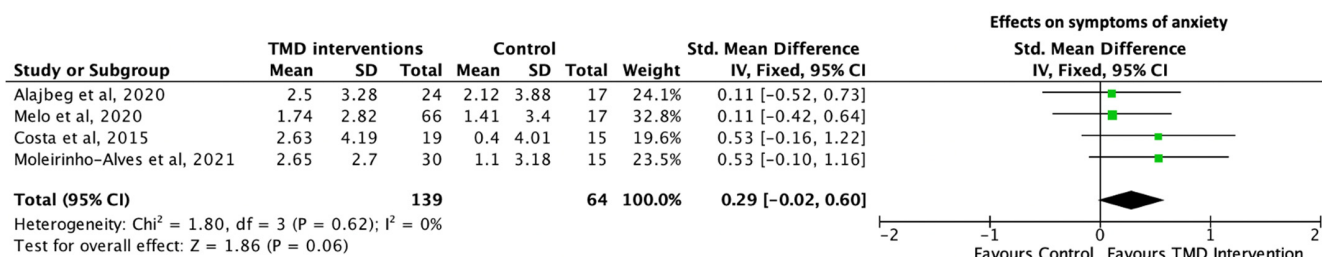 Effects on symptoms of anxiety
TMD interventions Control Std. Mean Difference Std. Mean Difference
Study or Subgroup Mean SD Total Mean SD Total Weight IV, Fixed, 95% CI IV, Fixed, 95% CI
Alajbeg et al, 2020 2.5 3.28 24 2.12 3.88 17 24.1% 0.11 [-0.52, 0.73]
Melo et al, 2020 1.74 2.82 66 1.41 3.4 17 32.8% 0.11 [-0.42, 0.64]
Costa et al, 2015 2.63 4.19 19 0.4 4.01 15 19.6% 0.53 [-0.16, 1.22]
Moleirinho-Alves et al, 2021 2.65 2.7 30 1.1 3.18 15 23.5% 0.53 [-0.10, 1.16]
Total (95% CI) 139 64 100.0% 0.29 [-0.02, 0.60]
Heterogeneity: Chi² = 1.80, df = 3 (P = 0.62); I² = 0%
Test for overall effect: Z = 1.86 (P = 0.06)
-2 -1 0 1 2
Favours Control Favours TMD Intervention